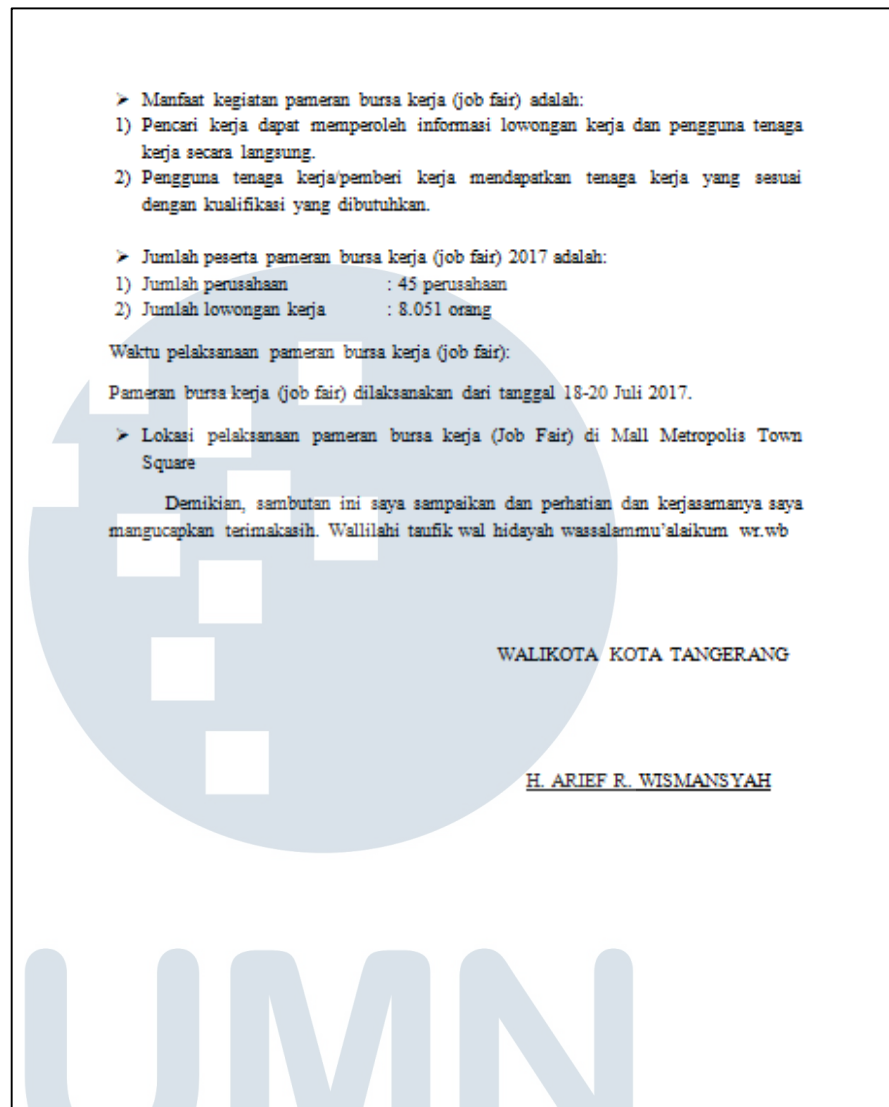 ➢ Manfaat kegiatan pameran bursa kerja (job fair) adalah:
1) Pencari kerja dapat memperoleh informasi lowongan kerja dan pengguna tenaga
kerja secara langsung.
2) Pengguna tenaga kerja/pemberi kerja mendapatkan tenaga kerja yang sesuai
dengan kualifikasi yang dibutuhkan.
➢ Jumlah peserta pameran bursa kerja (job fair) 2017 adalah:
1) Jumlah perusahaan : 45 perusahaan
2) Jumlah lowongan kerja : 8.051 orang
Waktu pelaksanaan pameran bursa kerja (job fair):
Pameran bursa kerja (job fair) dilaksanakan dari tanggal 18-20 Juli 2017.
➢ Lokasi pelaksanaan pameran bursa kerja (Job Fair) di Mall Metropolis Town
Square
Demikian, sambutan ini saya sampaikan dan perhatian dan kerjasamanya saya
mangucapkan terimakasih. Wallilahi taufik wal hidayah wassalammu'alaikum wr.wb
WALIKOTA KOTA TANGERANG
H. ARIEF R. WISMANSYAH
UMN